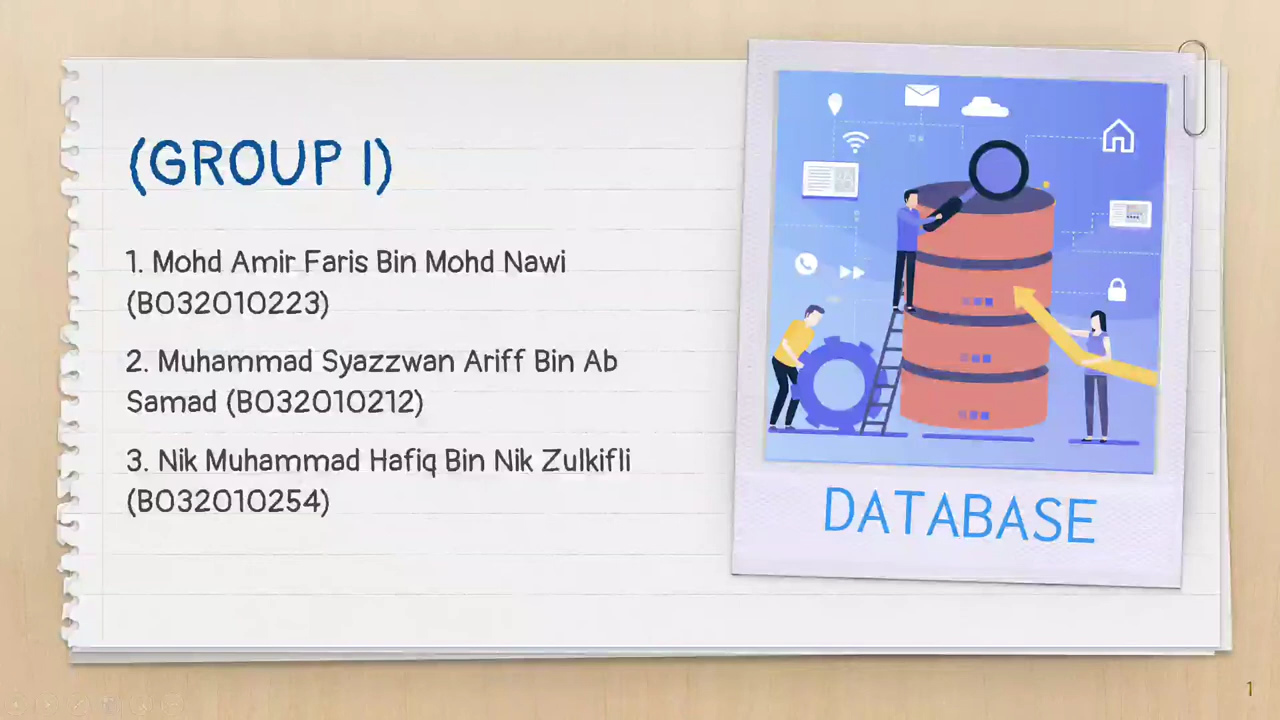 (GROUP 1)
1. Mohd Amir Faris Bin Mohd Nawi
(B032010223)
2. Muhammad Syazzwan Ariff Bin Ab
Samad (B032010212)
3. Nik Muhammad Hafiq Bin Nik Zulkifli
(B032010254)
DATABASE
1